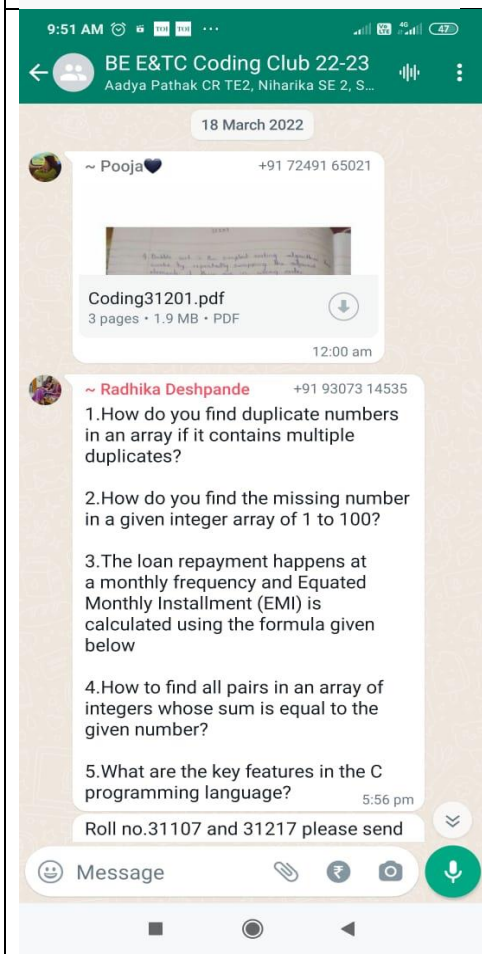 9:51 AM
TOI TOI ...
Vo LTE 4G 47
BE E&TC Coding Club 22-23
Aadya Pathak CR TE2, Niharika SE 2, S...
18 March 2022
~ Pooja🖤 +91 72491 65021
Coding31201.pdf
3 pages • 1.9 MB • PDF
12:00 am
~ Radhika Deshpande +91 93073 14535
1.How do you find duplicate numbers
in an array if it contains multiple
duplicates?
2.How do you find the missing number
in a given integer array of 1 to 100?
3.The loan repayment happens at
a monthly frequency and Equated
Monthly Installment (EMI) is
calculated using the formula given
below
4.How to find all pairs in an array of
integers whose sum is equal to the
given number?
5.What are the key features in the C
programming language?
5:56 pm
Roll no.31107 and 31217 please send
Message
₹